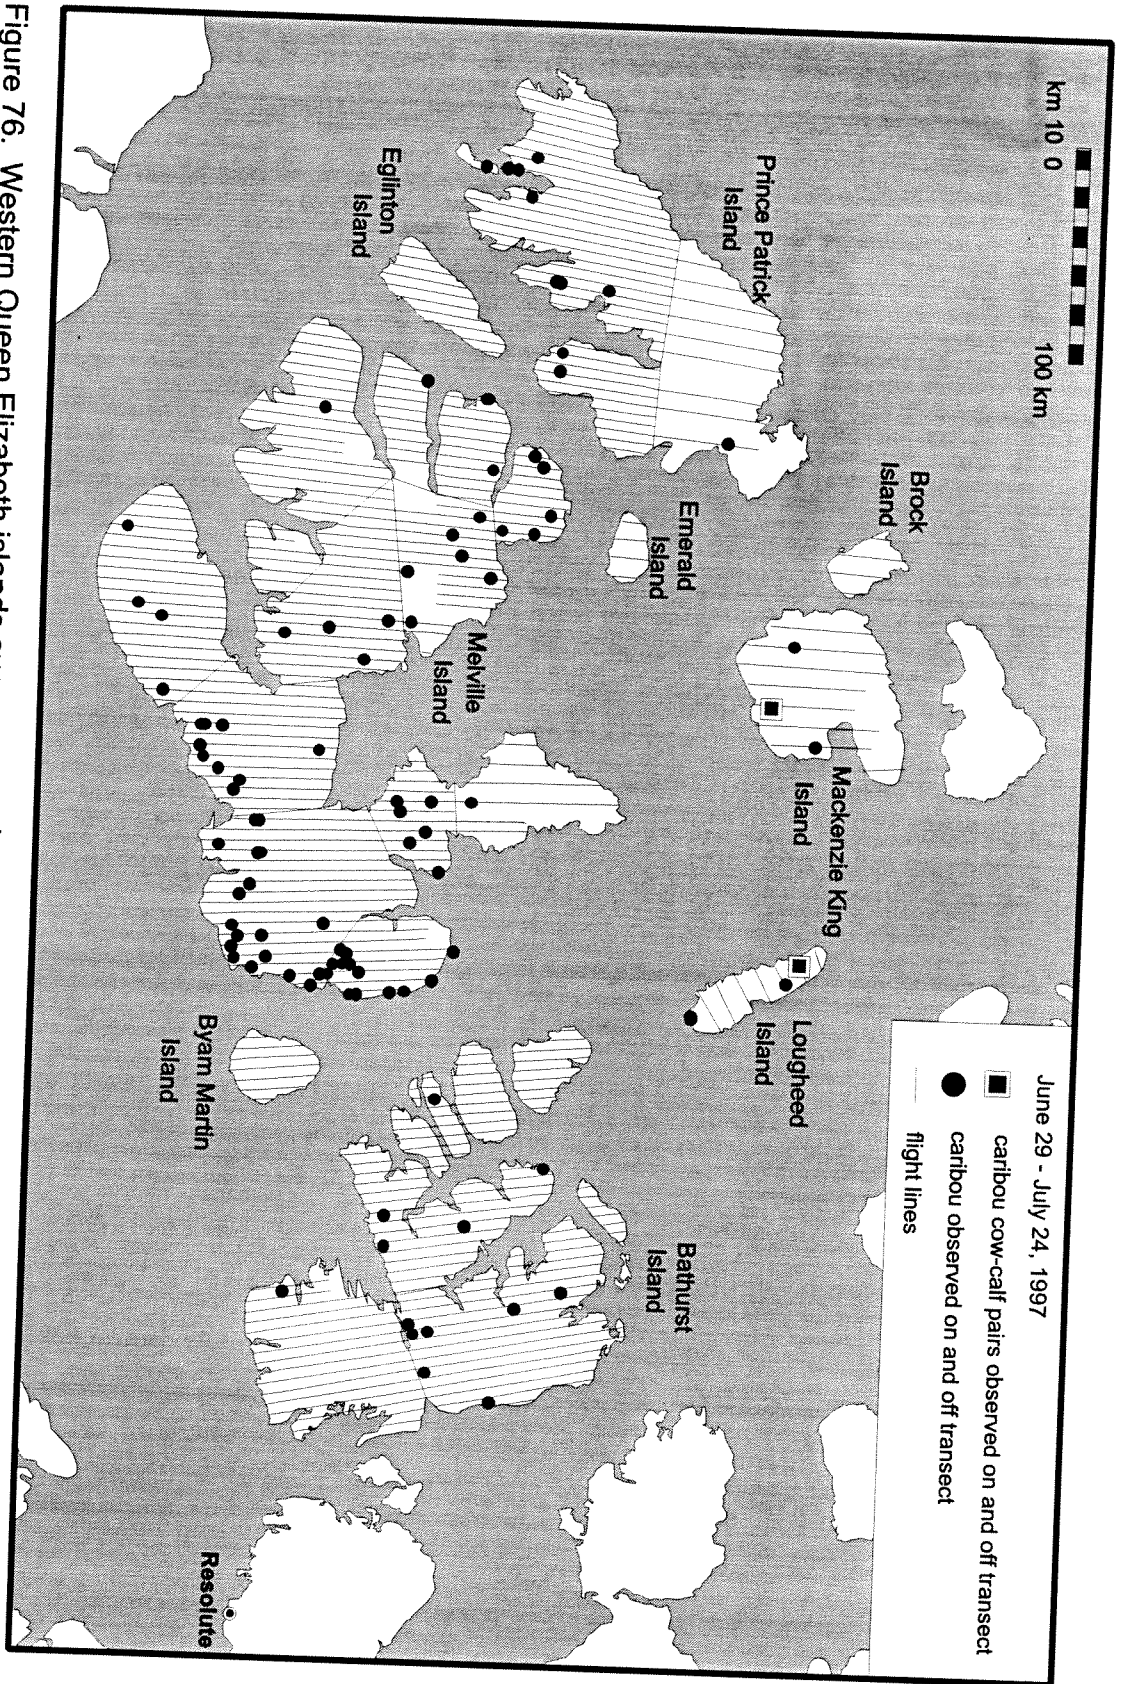 km 10 0
100 km
June 29 - July 24, 1997
caribou cow-calf pairs observed on and off transect
caribou observed on and off transect
flight lines
Prince Patrick
Island
Brock
Island
Mackenzie King
Island
Lougheed
Island
Emerald
Island
Eglinton
Island
Melville
Island
Bathurst
Island
Byam Martin
Island
Resolute
Figure 76. Western Queen Elizabeth islands